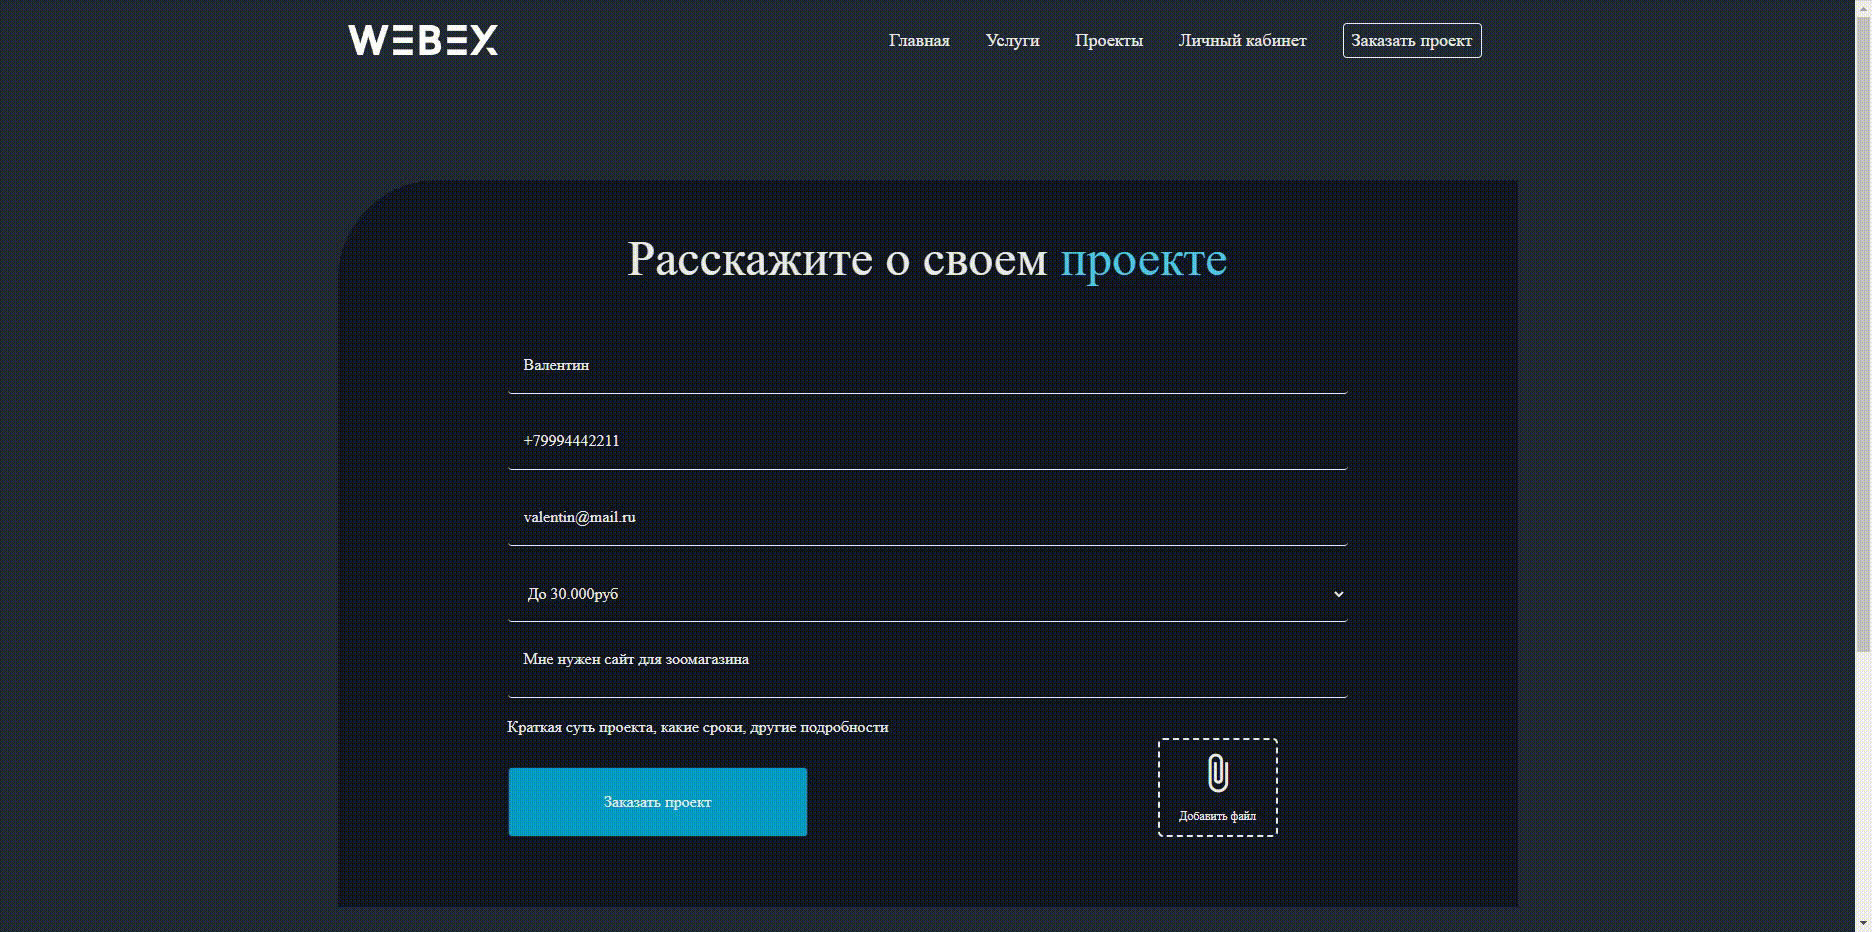 WEBEX
Главная Услуги Проекты Личный кабинет Заказать проект
Расскажите о своем проекте
Валентин
+79994442211
valentin@mail.ru
До 30.000руб
Мне нужен сайт для зоомагазина
Краткая суть проекта, какие сроки, другие подробности
Заказать проект
Добавить файл